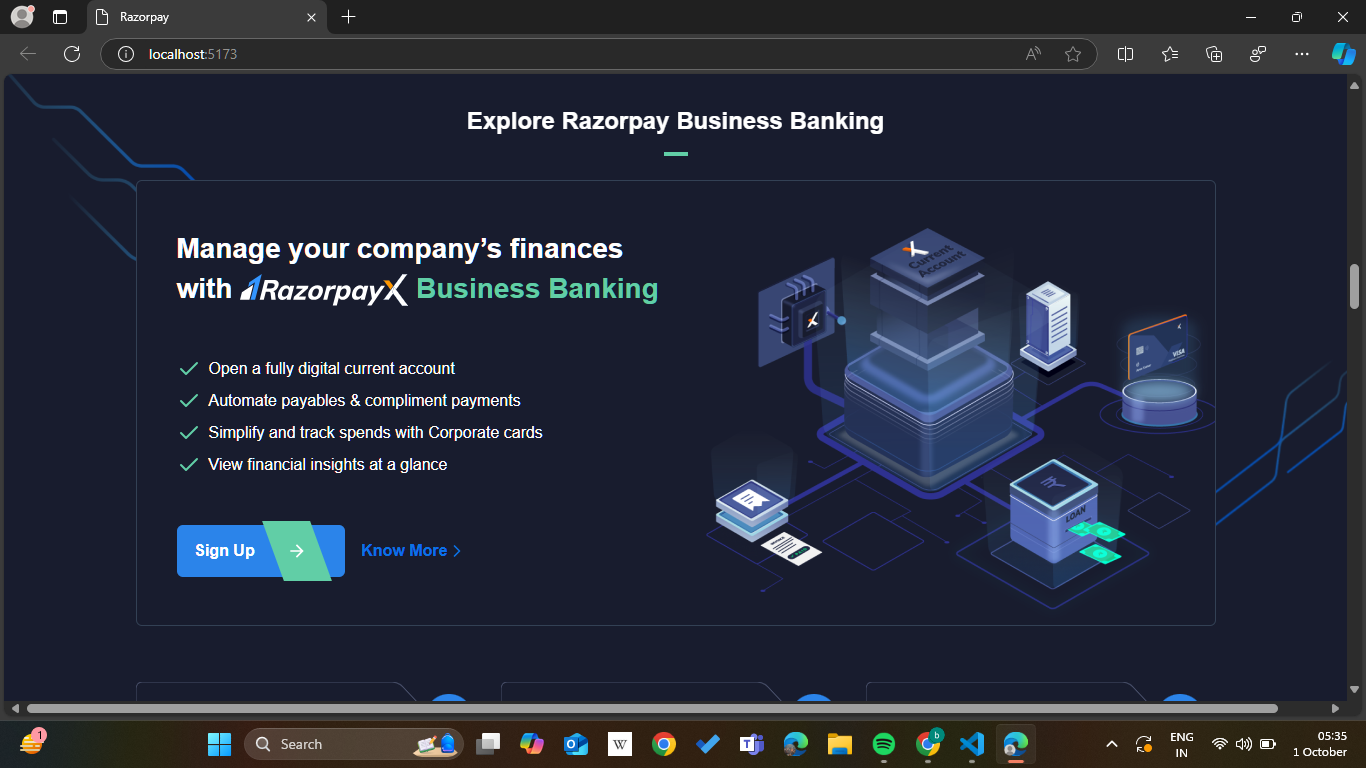 Razorpay
localhost:5173
Explore Razorpay Business Banking
Manage your company’s finances
with RazorpayX Business Banking
Current
Account
VISA
LOAN
Open a fully digital current account
Automate payables & compliment payments
Simplify and track spends with Corporate cards
View financial insights at a glance
Sign Up
Know More
1
Search
W
b
ENG
IN
05:35
1 October